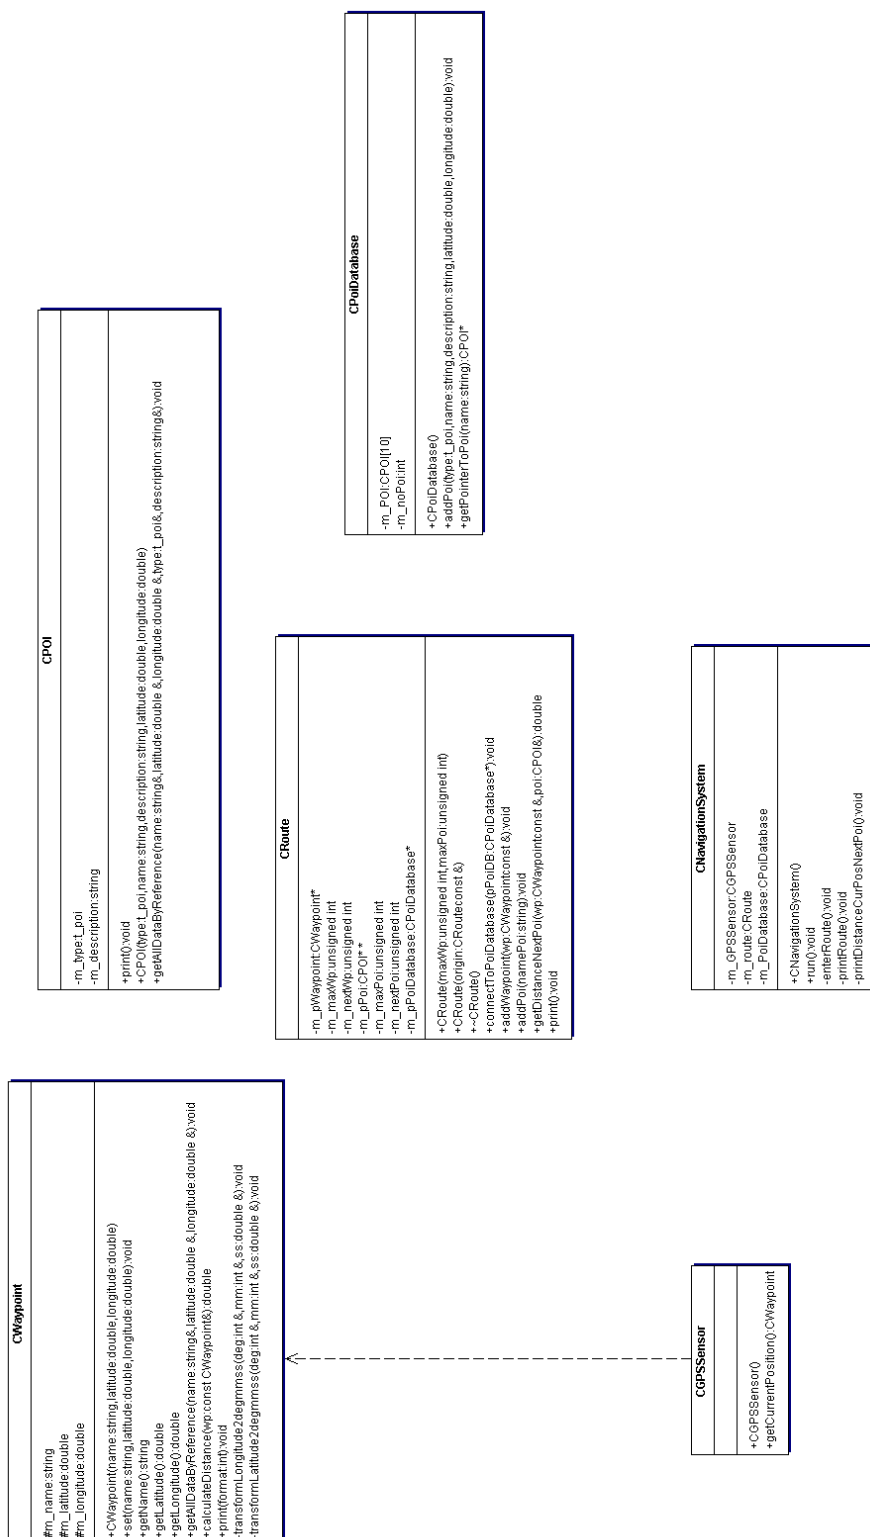 CWaypoint
#m_name:string
#m_latitude:double
#m_longitude:double
+CWaypoint(name:string,latitude:double,longitude:double)
+set(name:string,latitude:double,longitude:double):void
+getName():string
+getLatitude():double
+getLongitude():double
+getAllDataByReference(name:string&,latitude:double &,longitude:double &):void
+calculateDistance(wp:const CWaypoint&):double
+print(format:int):void
-transformLongitude2degmmss(deg:int &,mm:int &,ss:double &):void
-transformLatitude2degmmss(deg:int &,mm:int &,ss:double &):void
CPOI
-m_type:t_poi
-m_description:string
+print():void
+CPOI(type:t_poi,name:string,description:string,latitude:double,longitude:double)
+getAllDataByReference(name:string&,latitude:double &,longitude:double &,type:t_poi&,description:string&):void
CRoute
-m_pWaypoint:CWaypoint*
-m_maxWp:unsigned int
-m_nextWp:unsigned int
-m_pPoi:CPOI**
-m_maxPoi:unsigned int
-m_nextPoi:unsigned int
-m_pPoiDatabase:CPoiDatabase*
+CRoute(maxWp:unsigned int,maxPoi:unsigned int)
+CRoute(origin:CRouteconst &)
+~CRoute()
+connectToPoiDatabase(pPoiDB:CPoiDatabase*):void
+addWaypoint(wp:CWaypointconst &):void
+addPoi(namePoi:string):void
+getDistanceNextPoi(wp:CWaypointconst &,poi:CPOI&):double
+print():void
CPoiDatabase
-m_POI:CPOI[10]
-m_noPoi:int
+CPoiDatabase()
+addPoi(type:t_poi,name:string,description:string,latitude:double,longitude:double):void
+getPointerToPoi(name:string):CPOI*
CGPSSensor
+CGPSSensor()
+getCurrentPosition():CWaypoint
CNavigationSystem
-m_GPSSensor:CGPSSensor
-m_route:CRoute
-m_PoiDatabase:CPoiDatabase
+CNavigationSystem()
+run():void
-enterRoute():void
-printRoute():void
-printDistanceCurPosNextPoi():void